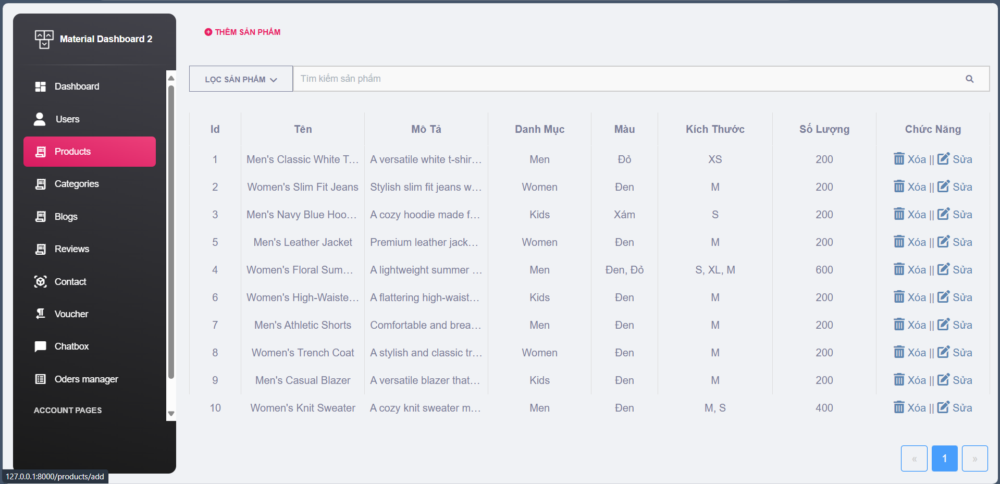 Material Dashboard 2
Dashboard
Users
Products
Categories
Blogs
Reviews
Contact
Voucher
Chatbox
Oders manager
ACCOUNT PAGES
THÊM SẢN PHẨM
LỌC SẢN PHẨM Tìm kiếm sản phẩm
Id Tên Mô Tả Danh Mục Màu Kích Thước Số Lượng Chức Năng
1 Men's Classic White T... A versatile white t-shir... Men Đỏ XS 200 Xóa || Sửa
2 Women's Slim Fit Jeans Stylish slim fit jeans w... Women Đen M 200 Xóa || Sửa
3 Men's Navy Blue Hoo... A cozy hoodie made f... Kids Xám S 200 Xóa || Sửa
5 Men's Leather Jacket Premium leather jack... Women Đen M 200 Xóa || Sửa
4 Women's Floral Sum... A lightweight summer ... Men Đen, Đỏ S, XL, M 600 Xóa || Sửa
6 Women's High-Waiste... A flattering high-waist... Kids Đen M 200 Xóa || Sửa
7 Men's Athletic Shorts Comfortable and brea... Men Đen M 200 Xóa || Sửa
8 Women's Trench Coat A stylish and classic tr... Women Đen M 200 Xóa || Sửa
9 Men's Casual Blazer A versatile blazer that... Kids Đen M 200 Xóa || Sửa
10 Women's Knit Sweater A cozy knit sweater m... Men Đen M, S 400 Xóa || Sửa
« 1 »
127.0.0.1:8000/products/add